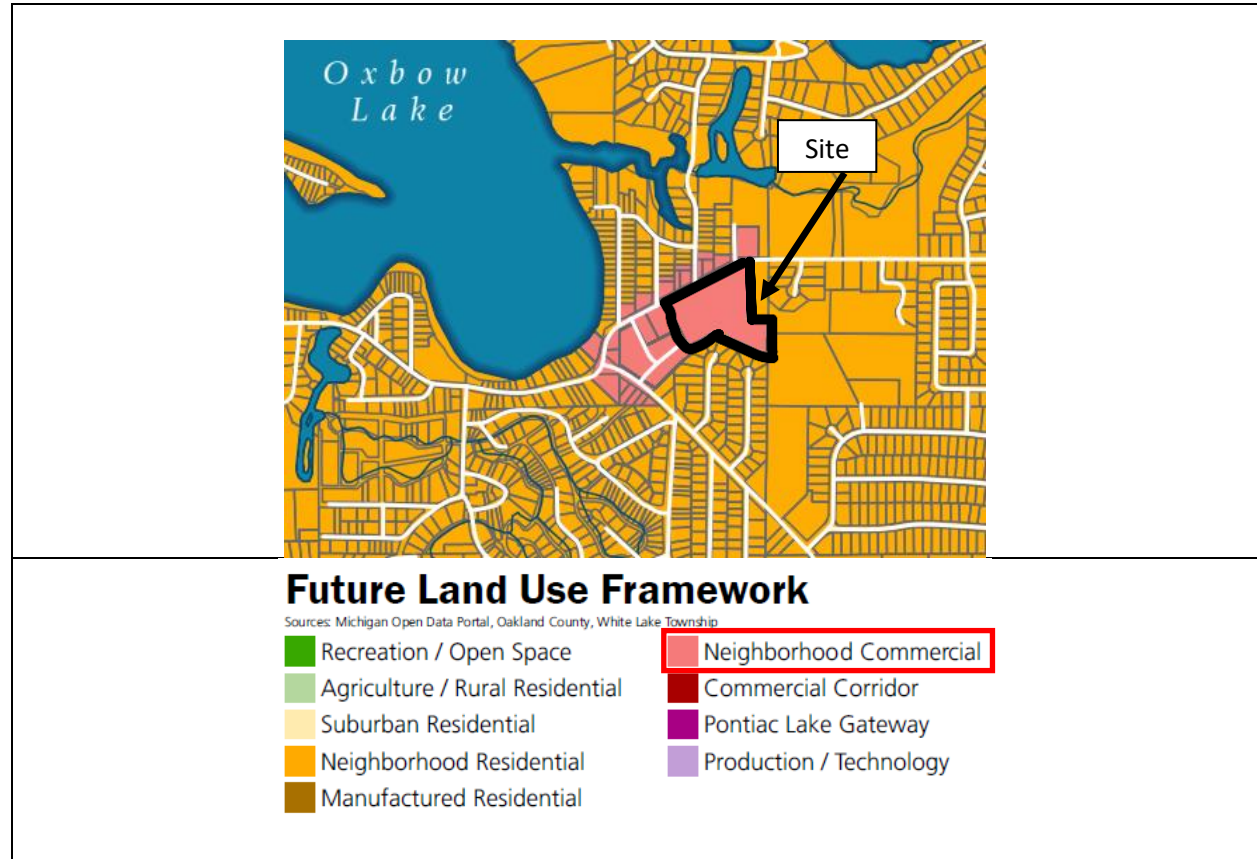 Oxbow
Lake
Site
Future Land Use Framework
Sources: Michigan Open Data Portal, Oakland County, White Lake Township
Recreation / Open Space
Agriculture / Rural Residential
Suburban Residential
Neighborhood Residential
Manufactured Residential
Neighborhood Commercial
Commercial Corridor
Pontiac Lake Gateway
Production / Technology